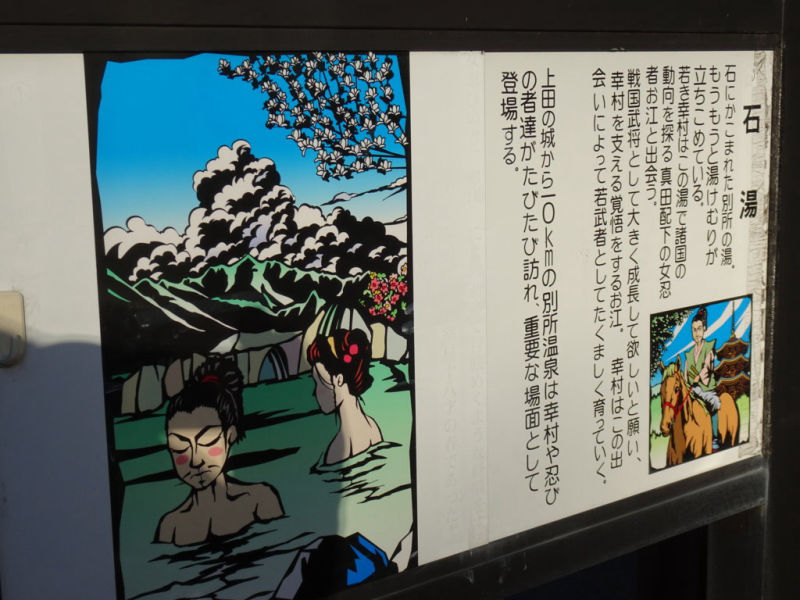 石湯
石にかこまれた別所の湯。
もうもうと湯けむりが
立ちこめている。
若き幸村はこの湯で諸国の
動向を探る真田配下の女忍
者お江と出会う。
戦国武将として大きく成長して欲しいと願い、
幸村を支える覚悟をするお江。幸村はこの出
会いによって若武者としてたくましく育っていく。
上田の城から一〇kmの別所温泉は幸村や忍び
の者達がたびたび訪れ、重要な場面として
登場する。